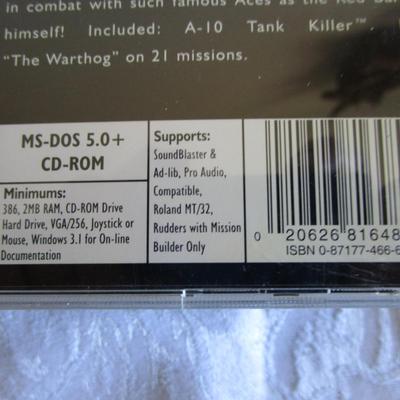 in combat with such famous Aces as the Red
himself! Included: A-10 Tank Killer™
"The Warthog" on 21 missions.
MS-DOS 5.0+
CD-ROM
Minimums:
386, 2MB RAM, CD-ROM Drive
Hard Drive, VGA/256, Joystick or
Mouse, Windows 3.1 for On-line
Documentation
Supports:
SoundBlaster &
Ad-lib, Pro Audio,
Compatible,
Roland MT/32,
Rudders with Mission
Builder Only
0 20626 81648
ISBN 0-87177-466-6